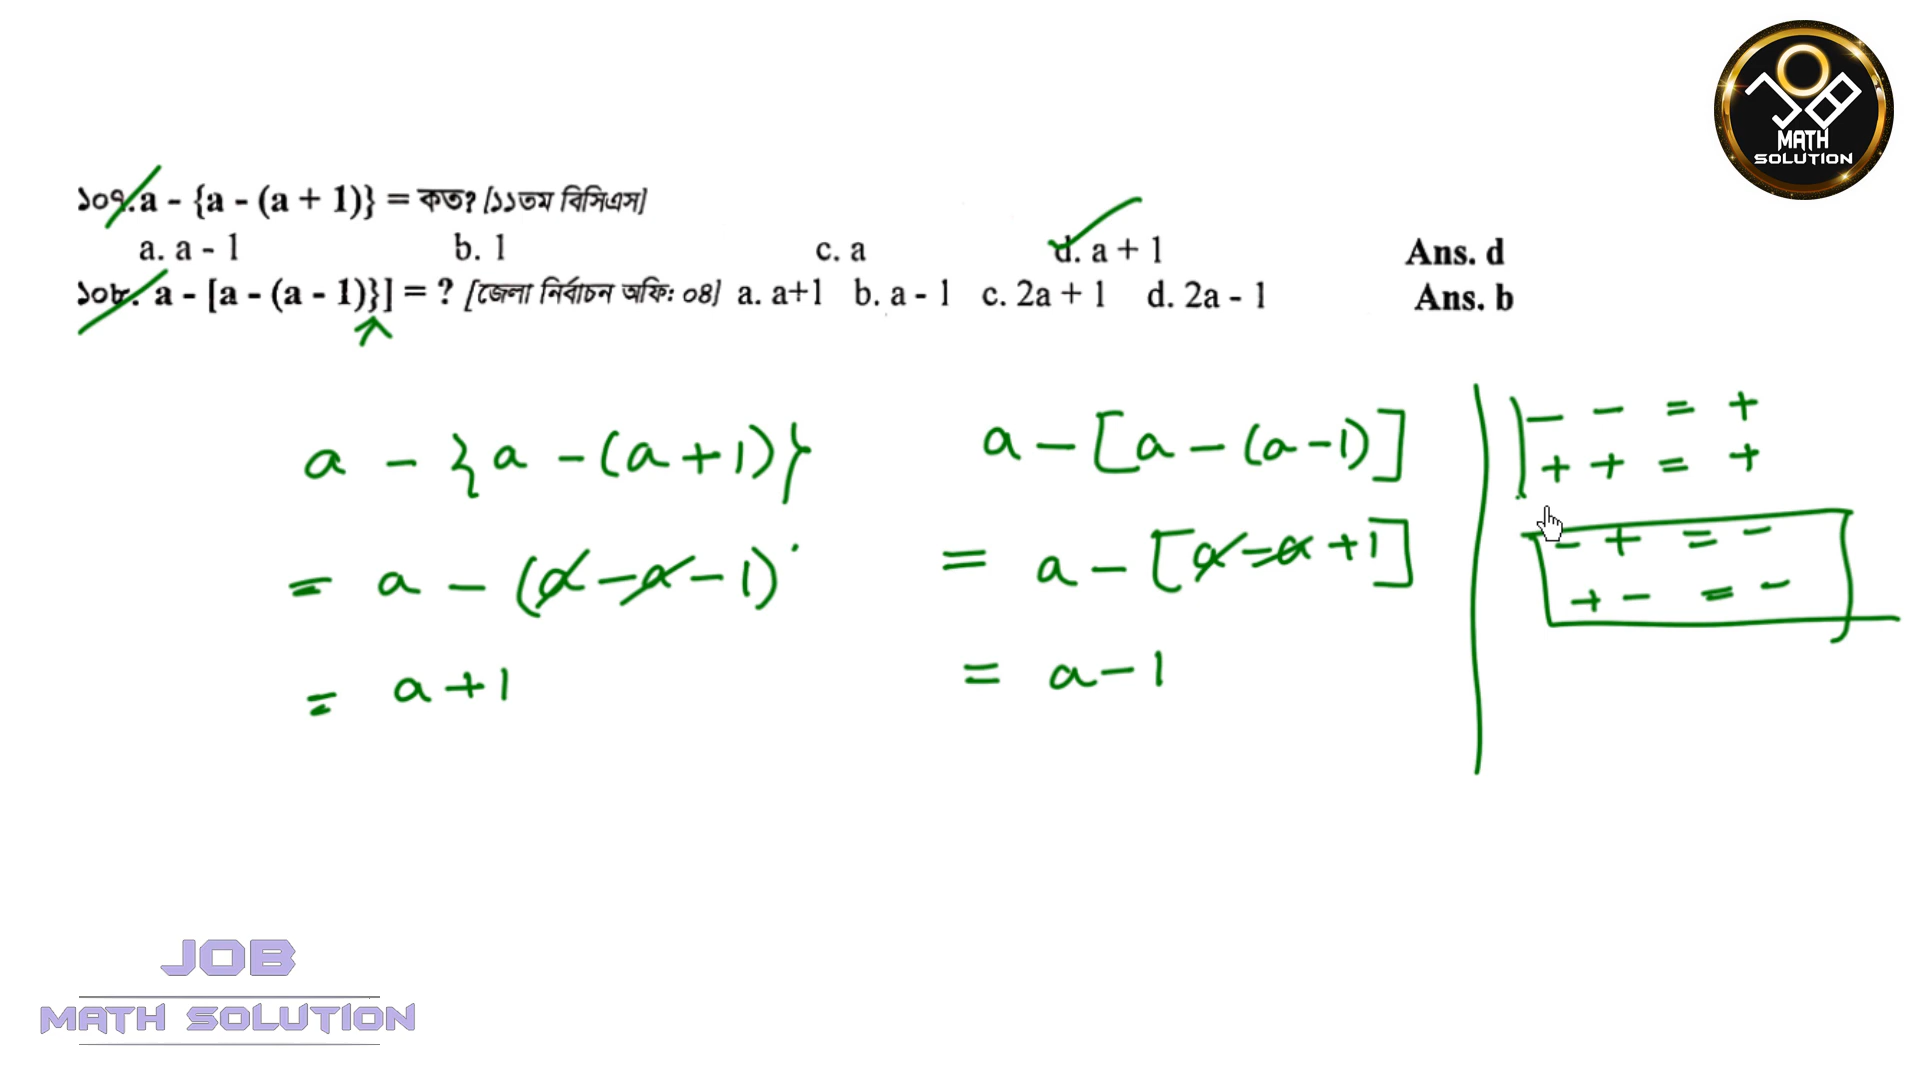 JOB
MATH
SOLUTION
১০৭. a - {a - (a + 1)} = কত? [১১তম বিসিএস]
a. a - 1 b. 1 c. a d. a + 1 Ans. d
১০৮. a - [a - (a - 1)}] = ? [জেলা নির্বাচন অফি: ০৪] a. a+1 b. a - 1 c. 2a + 1 d. 2a - 1 Ans. b
a - {a - (a + 1)}
= a - (a - a - 1)
= a + 1
a - [a - (a - 1)]
= a - [a - a + 1]
= a - 1
- - = +
+ + = +
- + = -
+ - = -
JOB
MATH SOLUTION